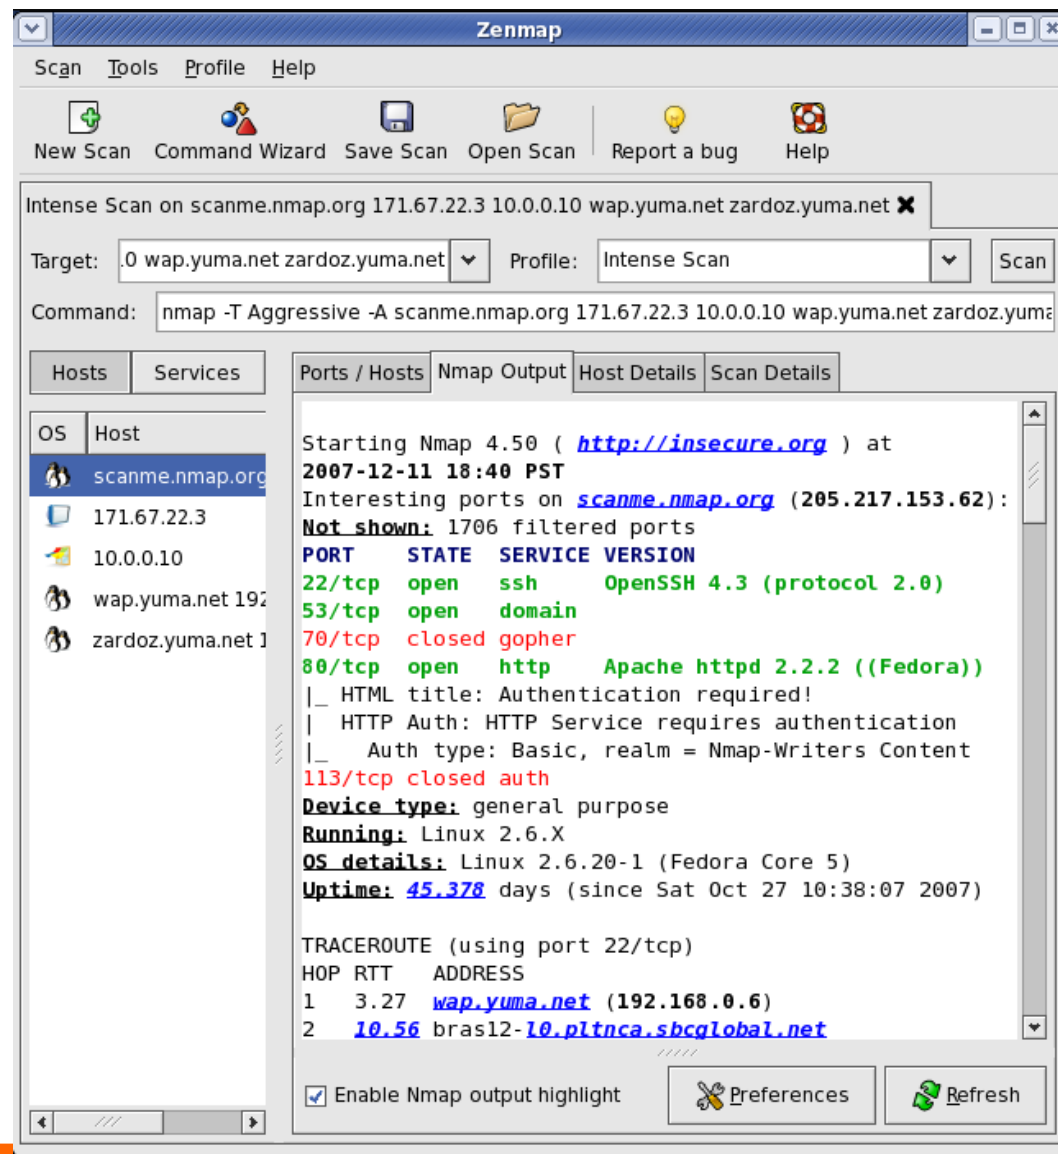 Zenmap
Scan Tools Profile Help
New Scan Command Wizard Save Scan Open Scan Report a bug Help
Intense Scan on scanme.nmap.org 171.67.22.3 10.0.0.10 wap.yuma.net zardoz.yuma.net
Target: .0 wap.yuma.net zardoz.yuma.net Profile: Intense Scan Scan
Command: nmap -T Aggressive -A scanme.nmap.org 171.67.22.3 10.0.0.10 wap.yuma.net zardoz.yuma
Hosts Services
OS Host
scanme.nmap.org
171.67.22.3
10.0.0.10
wap.yuma.net 192
zardoz.yuma.net 1
Ports / Hosts Nmap Output Host Details Scan Details
Starting Nmap 4.50 ( http://insecure.org ) at
2007-12-11 18:40 PST
Interesting ports on scanme.nmap.org (205.217.153.62):
Not shown: 1706 filtered ports
PORT STATE SERVICE VERSION
22/tcp open ssh OpenSSH 4.3 (protocol 2.0)
53/tcp open domain
70/tcp closed gopher
80/tcp open http Apache httpd 2.2.2 ((Fedora))
|_ HTML title: Authentication required!
| HTTP Auth: HTTP Service requires authentication
|_ Auth type: Basic, realm = Nmap-Writers Content
113/tcp closed auth
Device type: general purpose
Running: Linux 2.6.X
OS details: Linux 2.6.20-1 (Fedora Core 5)
Uptime: 45.378 days (since Sat Oct 27 10:38:07 2007)
TRACEROUTE (using port 22/tcp)
HOP RTT ADDRESS
1 3.27 wap.yuma.net (192.168.0.6)
2 10.56 bras12-l0.pltnca.sbcglobal.net
Enable Nmap output highlight Preferences Refresh